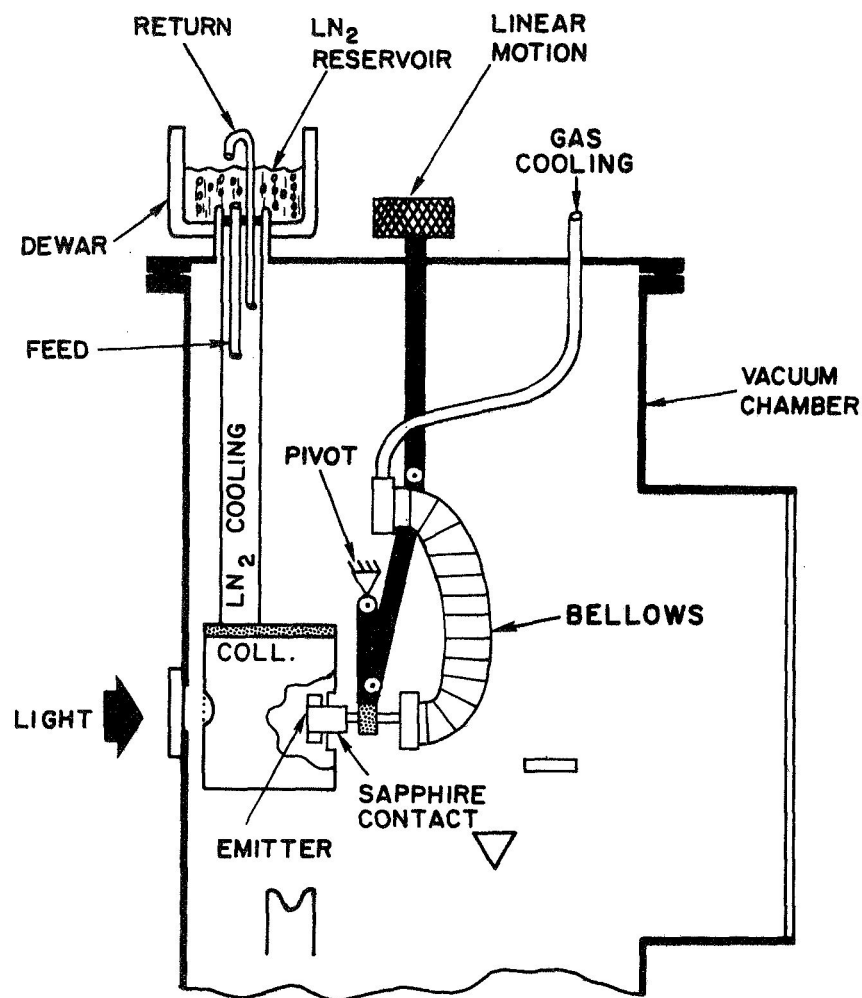 RETURN
LN₂
RESERVOIR
LINEAR
MOTION
GAS
COOLING
DEWAR
FEED
VACUUM
CHAMBER
PIVOT
LN₂ COOLING
BELLOWS
COLL.
LIGHT
SAPPHIRE
CONTACT
EMITTER